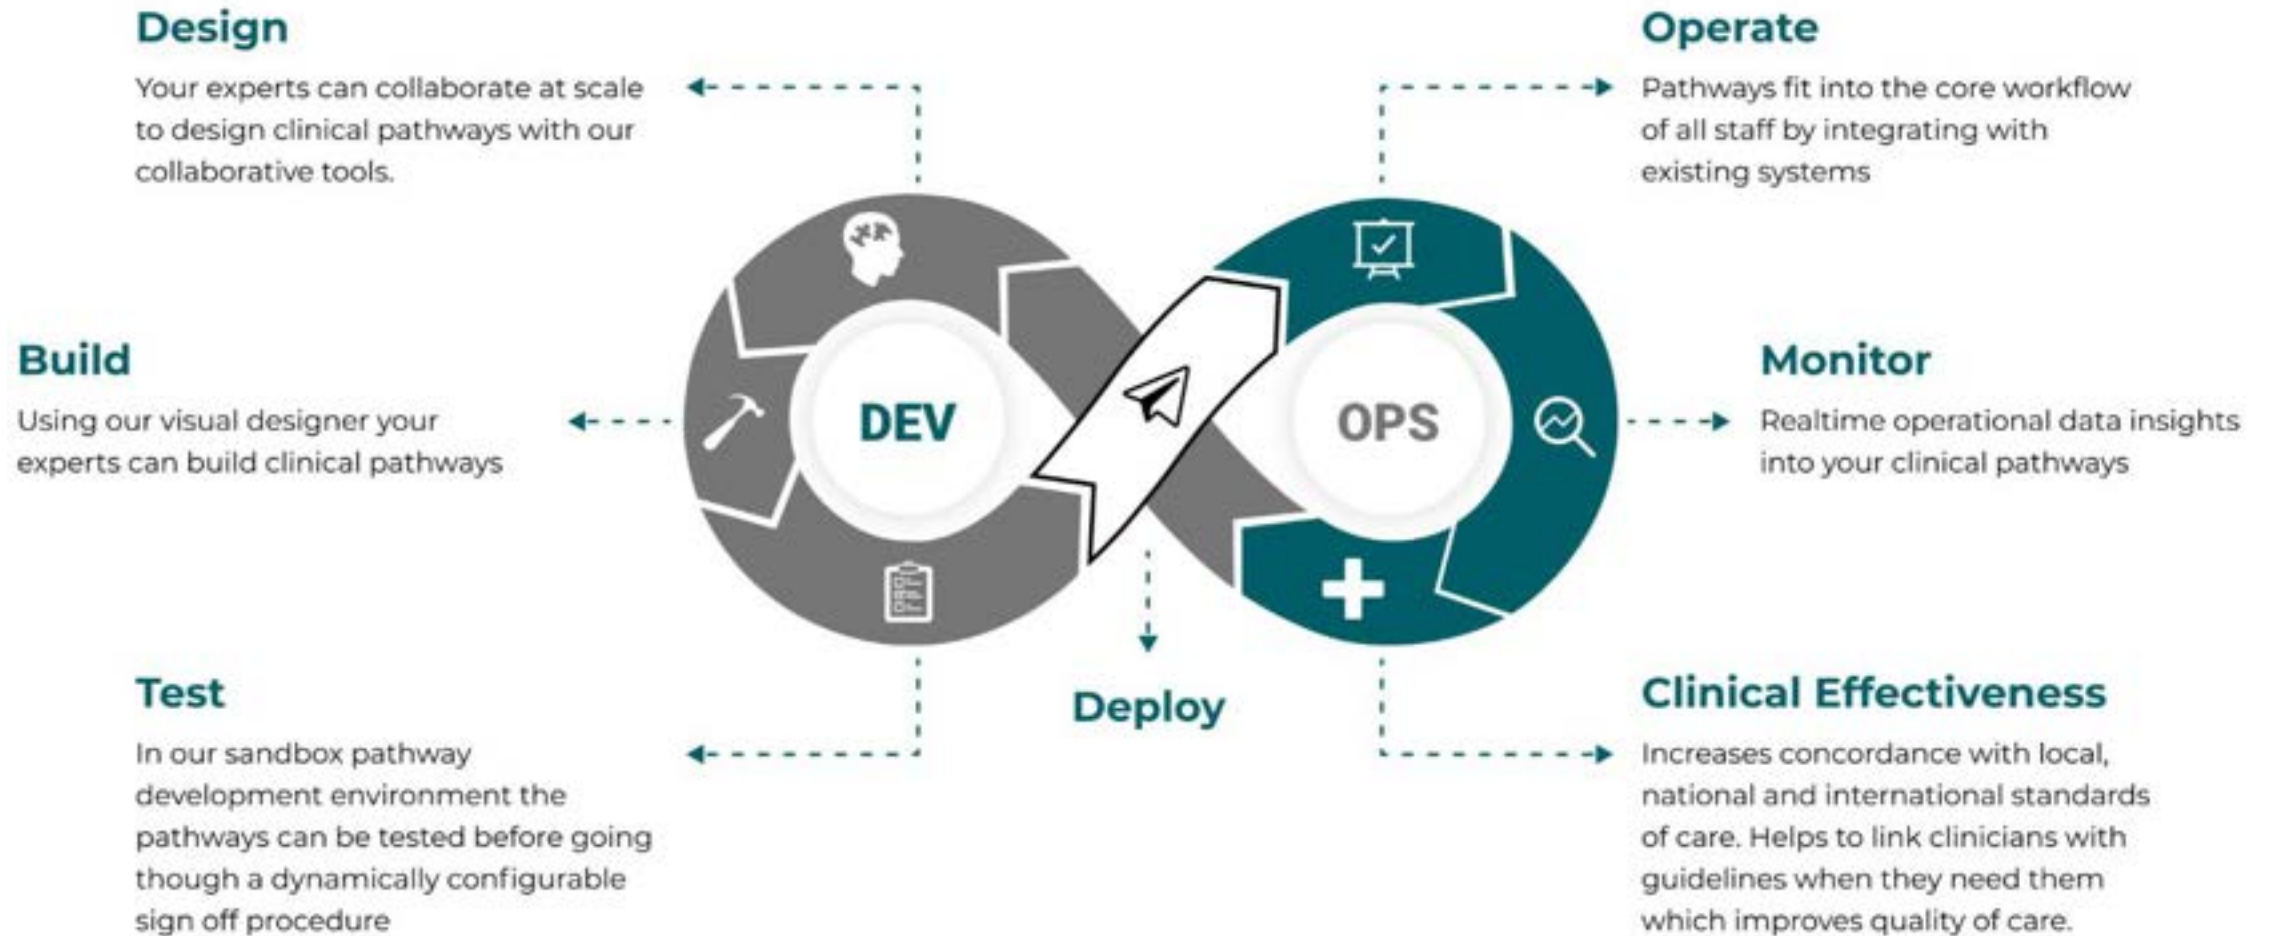 Design
Your experts can collaborate at scale
to design clinical pathways with our
collaborative tools.
Build
Using our visual designer your
experts can build clinical pathways
Test
In our sandbox pathway
development environment the
pathways can be tested before going
though a dynamically configurable
sign off procedure
DEV
OPS
Deploy
Operate
Pathways fit into the core workflow
of all staff by integrating with
existing systems
Monitor
Realtime operational data insights
into your clinical pathways
Clinical Effectiveness
Increases concordance with local,
national and international standards
of care. Helps to link clinicians with
guidelines when they need them
which improves quality of care.